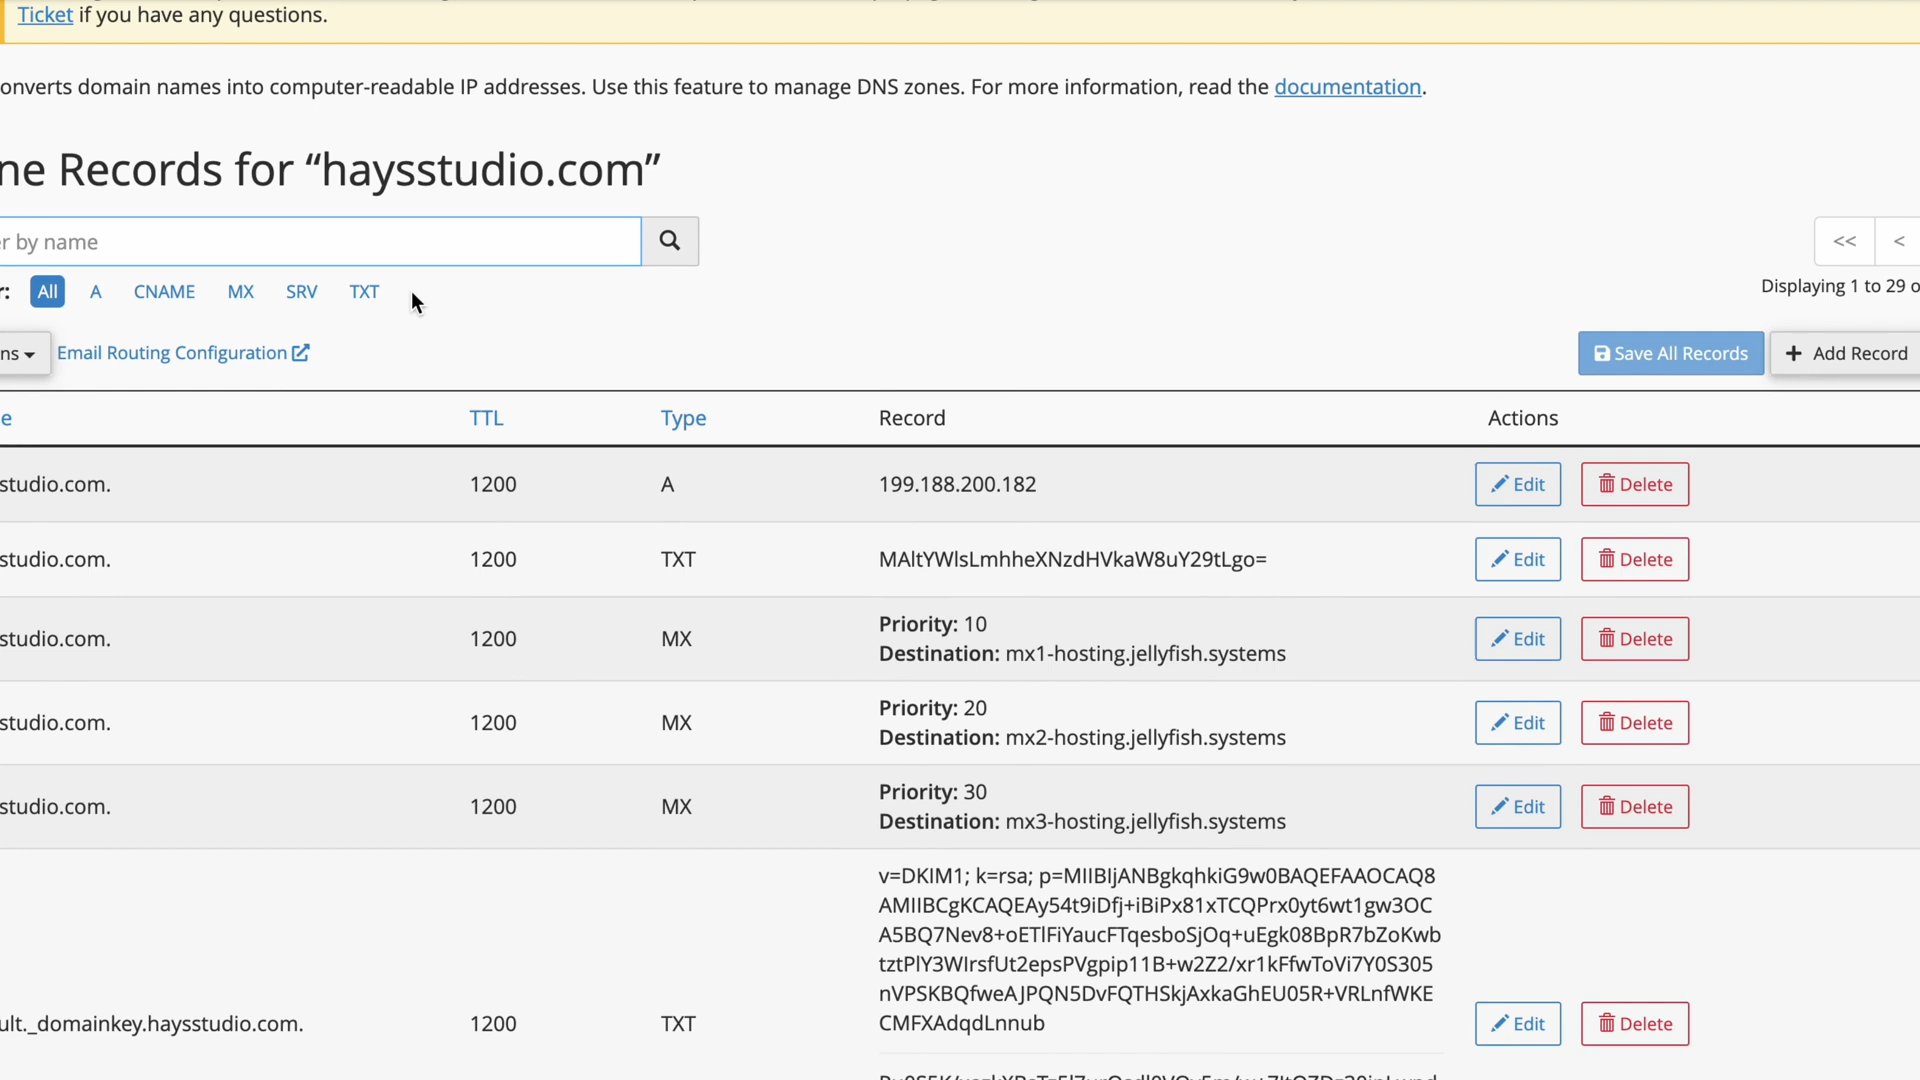 Ticket if you have any questions.
onverts domain names into computer-readable IP addresses. Use this feature to manage DNS zones. For more information, read the documentation.
ne Records for “haysstudio.com”
er by name
<<
<
r: All A CNAME MX SRV TXT
Displaying 1 to 29 o
ns Email Routing Configuration
Save All Records
+ Add Record
e TTL Type Record Actions
studio.com. 1200 A 199.188.200.182 Edit Delete
studio.com. 1200 TXT MAltYWlsLmhheXNzdHVkaW8uY29tLgo= Edit Delete
studio.com. 1200 MX Priority: 10
Destination: mx1-hosting.jellyfish.systems Edit Delete
studio.com. 1200 MX Priority: 20
Destination: mx2-hosting.jellyfish.systems Edit Delete
studio.com. 1200 MX Priority: 30
Destination: mx3-hosting.jellyfish.systems Edit Delete
v=DKIM1; k=rsa; p=MIIBIjANBgkqhkiG9w0BAQEFAAOCAQ8
AMIIBCgKCAQEAy54t9iDfj+iBiPx81xTCQPrx0yt6wt1gw3OC
A5BQ7Nev8+oETlFiYaucFTqesboSjOq+uEgk08BpR7bZoKwb
tztPlY3WIrsfUt2epsPVgpip11B+w2Z2/xr1kFfwToVi7Y0S305
nVPSKBQfweAJPQN5DvFQTHSkjAxkaGhEU05R+VRLnfWKE
ult._domainkey.haysstudio.com. 1200 TXT CMFXAdqdLnnub Edit Delete